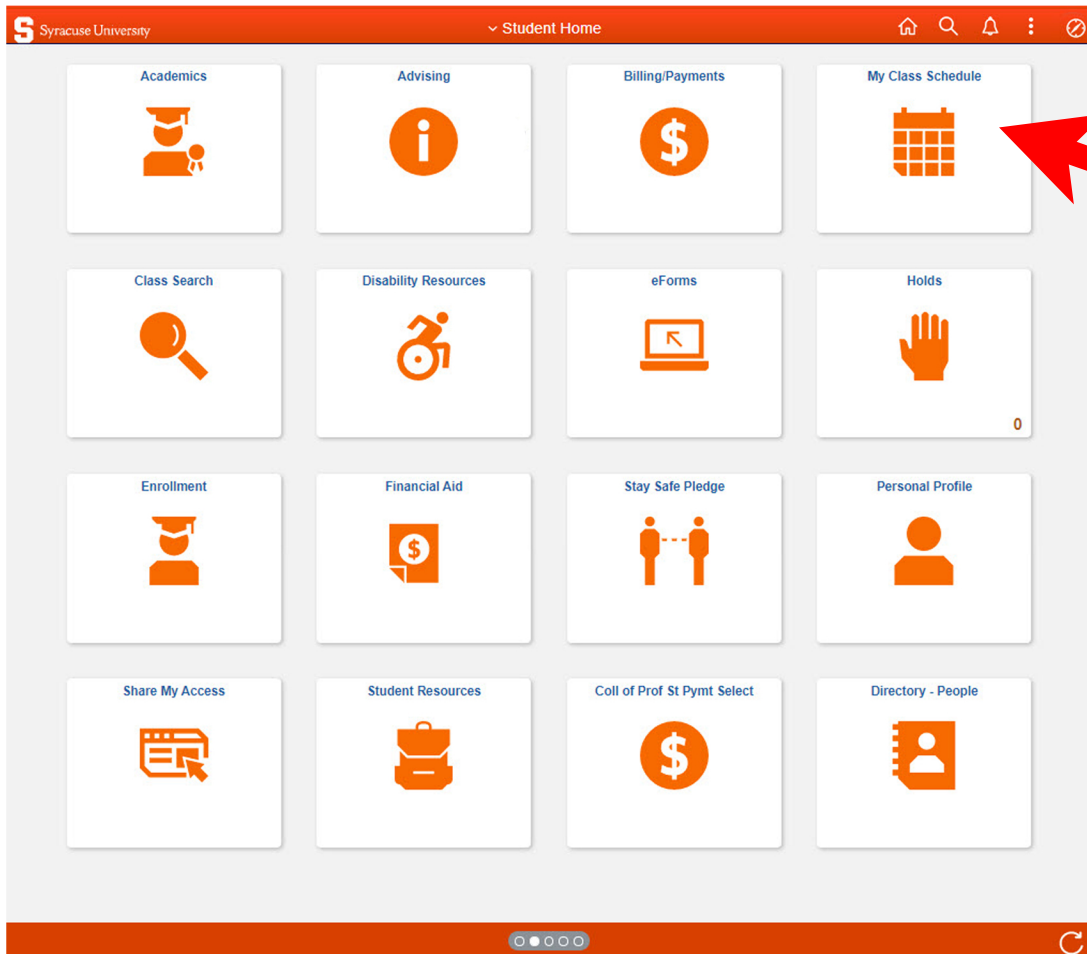 S Syracuse University
Student Home
Academics
Advising
Billing/Payments
My Class Schedule
$
Class Search
Disability Resources
eForms
Holds
0
Enrollment
Financial Aid
Stay Safe Pledge
Personal Profile
$
Share My Access
Student Resources
Coll of Prof St Pymt Select
Directory - People
$